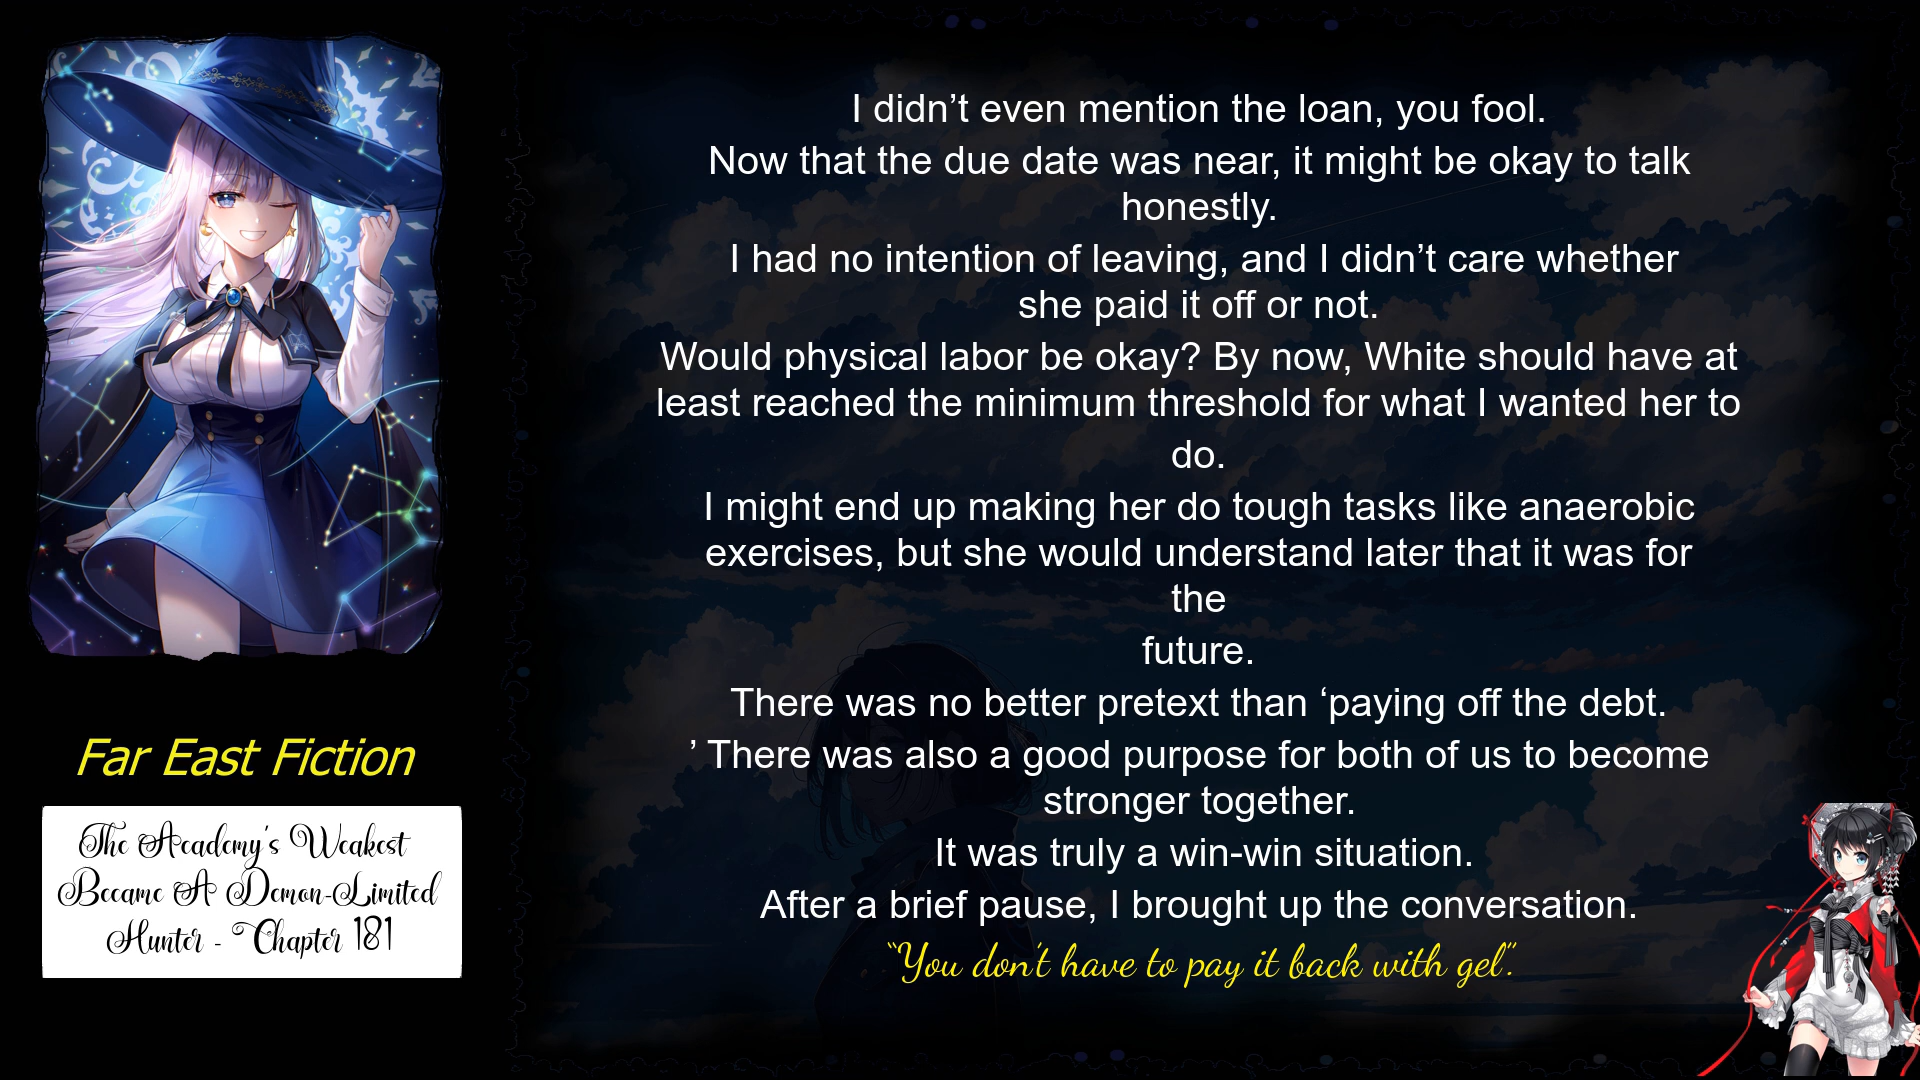 I didn’t even mention the loan, you fool.
Now that the due date was near, it might be okay to talk
honestly.
I had no intention of leaving, and I didn’t care whether
she paid it off or not.
Would physical labor be okay? By now, White should have at
least reached the minimum threshold for what I wanted her to
do.
I might end up making her do tough tasks like anaerobic
exercises, but she would understand later that it was for
the
future.
There was no better pretext than ‘paying off the debt.
’ There was also a good purpose for both of us to become
stronger together.
It was truly a win-win situation.
After a brief pause, I brought up the conversation.
“You don’t have to pay it back with gel”.
Far East Fiction
The Academy's Weakest
Became A Demon-Limited
Hunter - Chapter 181